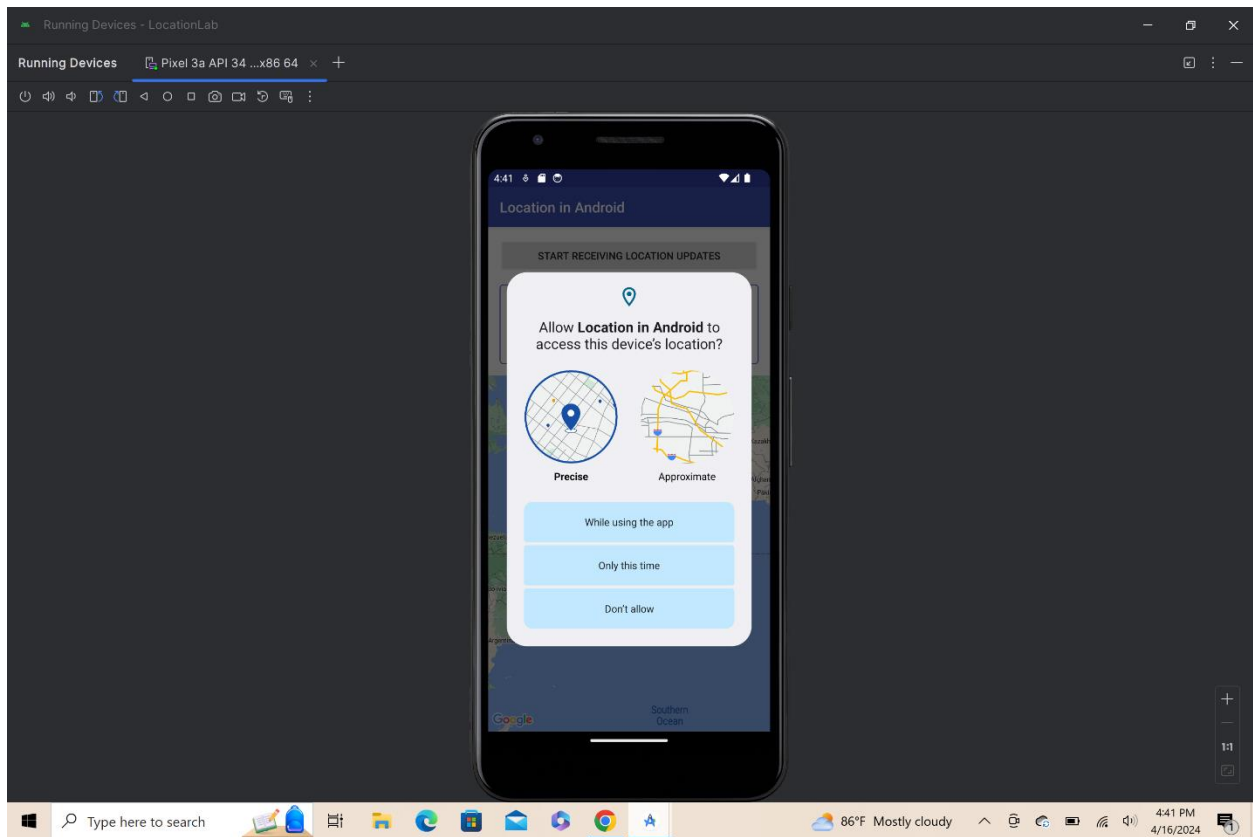 Running Devices - LocationLab
Running Devices
Pixel 3a API 34 ...x86 64
4:41
Location in Android
START RECEIVING LOCATION UPDATES
Allow Location in Android to
access this device's location?
Precise
Approximate
While using the app
Only this time
Don't allow
Google
Southern
Ocean
1:1
Type here to search
86°F Mostly cloudy
4:41 PM
4/16/2024
1